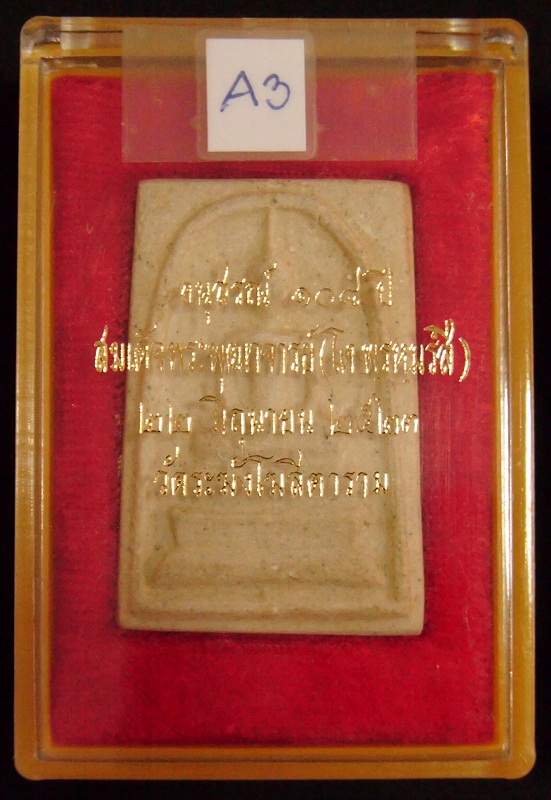 A3
อนุสรณ์ ๑๐๘ ปี
สมเด็จพระพุฒาจารย์ (โต พรหมรังสี)
๒๒ มิถุนายน ๒๕๒๓
วัดระฆังโฆสิตาราม